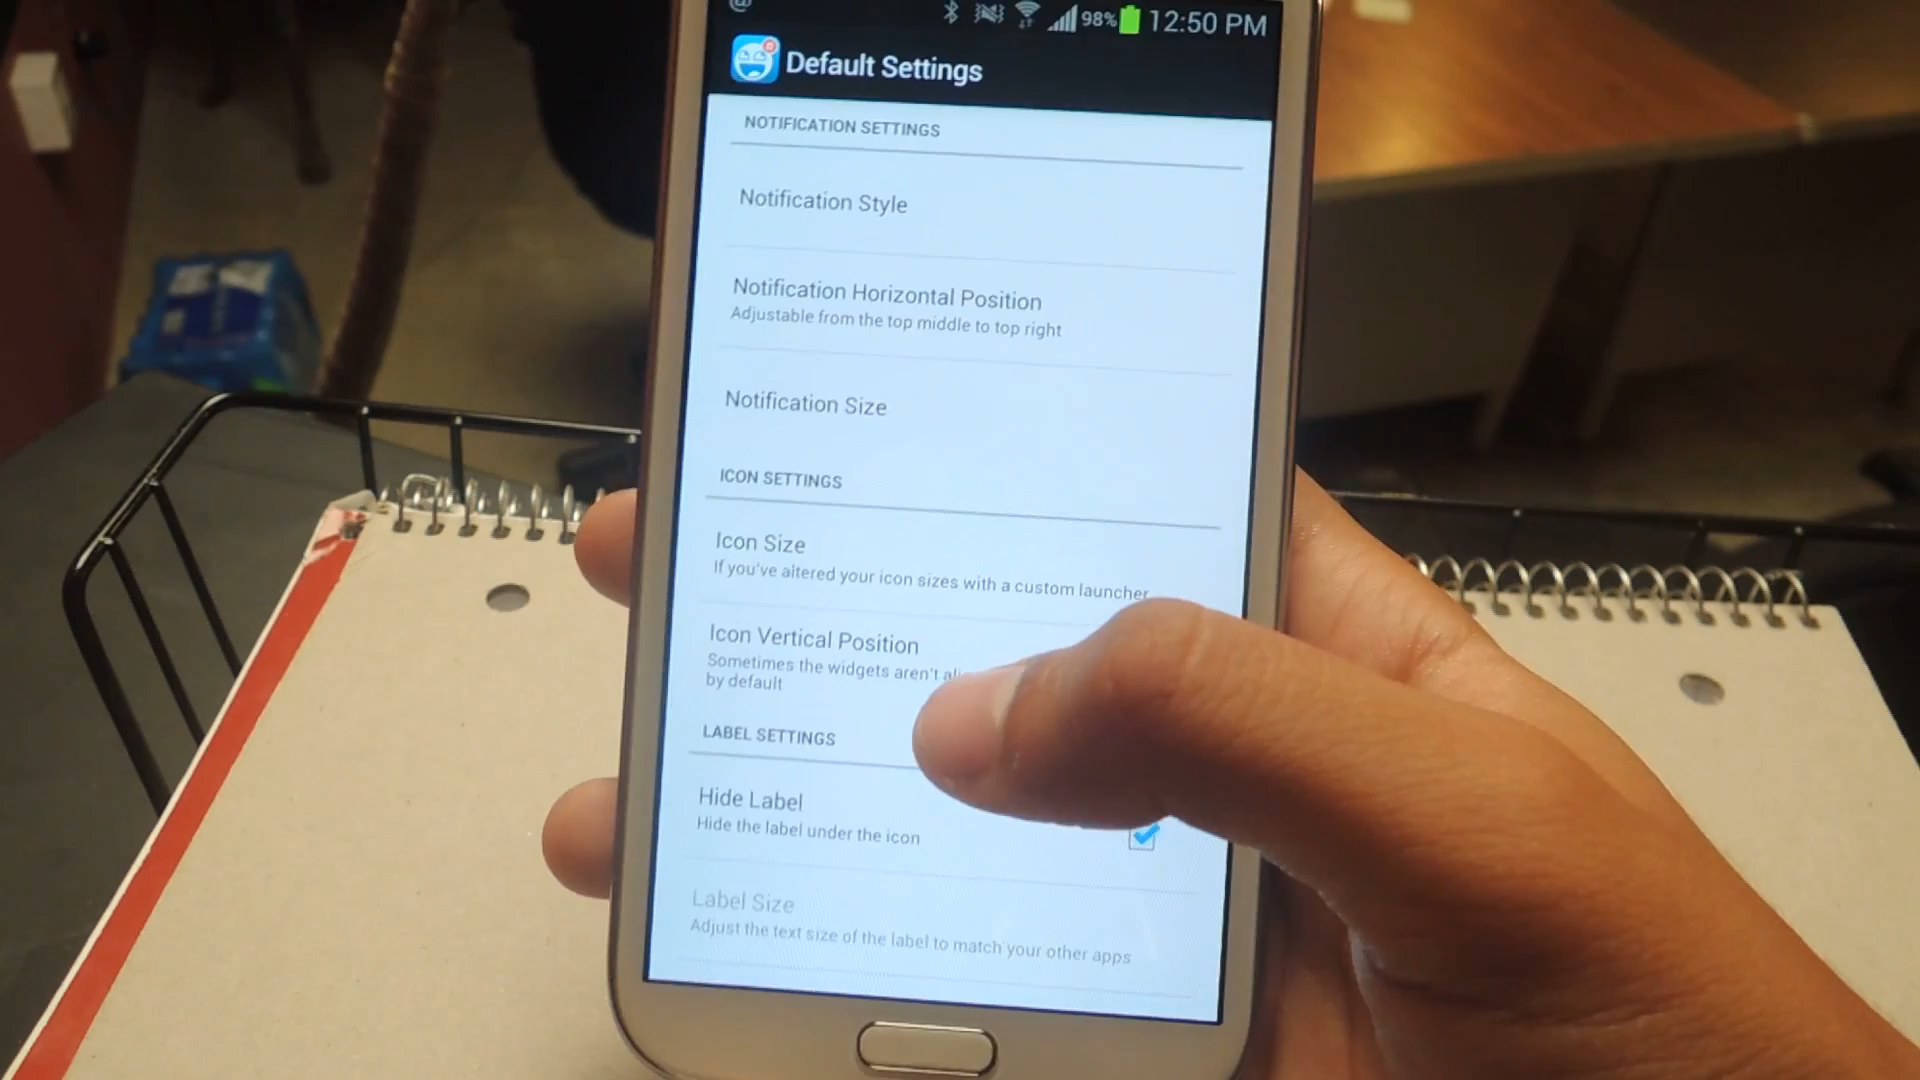 98% 12:50 PM
Default Settings
NOTIFICATION SETTINGS
Notification Style
Notification Horizontal Position
Adjustable from the top middle to top right
Notification Size
ICON SETTINGS
Icon Size
If you've altered your icon sizes with a custom launcher
Icon Vertical Position
Sometimes the widgets aren't
by default
LABEL SETTINGS
Hide Label
Hide the label under the icon
Label Size
Adjust the text size of the label to match your other apps